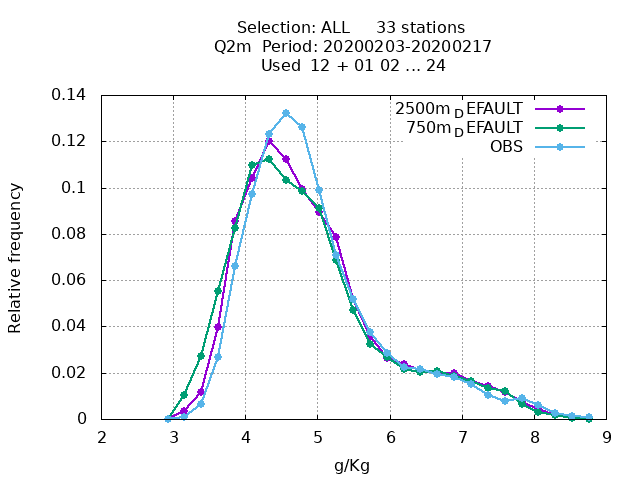 Selection: ALL 33 stations
Q2m Period: 20200203-20200217
Used 12 + 01 02 ... 24
0.14
0.12
0.1
0.08
0.06
0.04
0.02
0
Relative frequency
2500m_DEFAULT
750m_DEFAULT
OBS
2 3 4 5 6 7 8 9
g/Kg